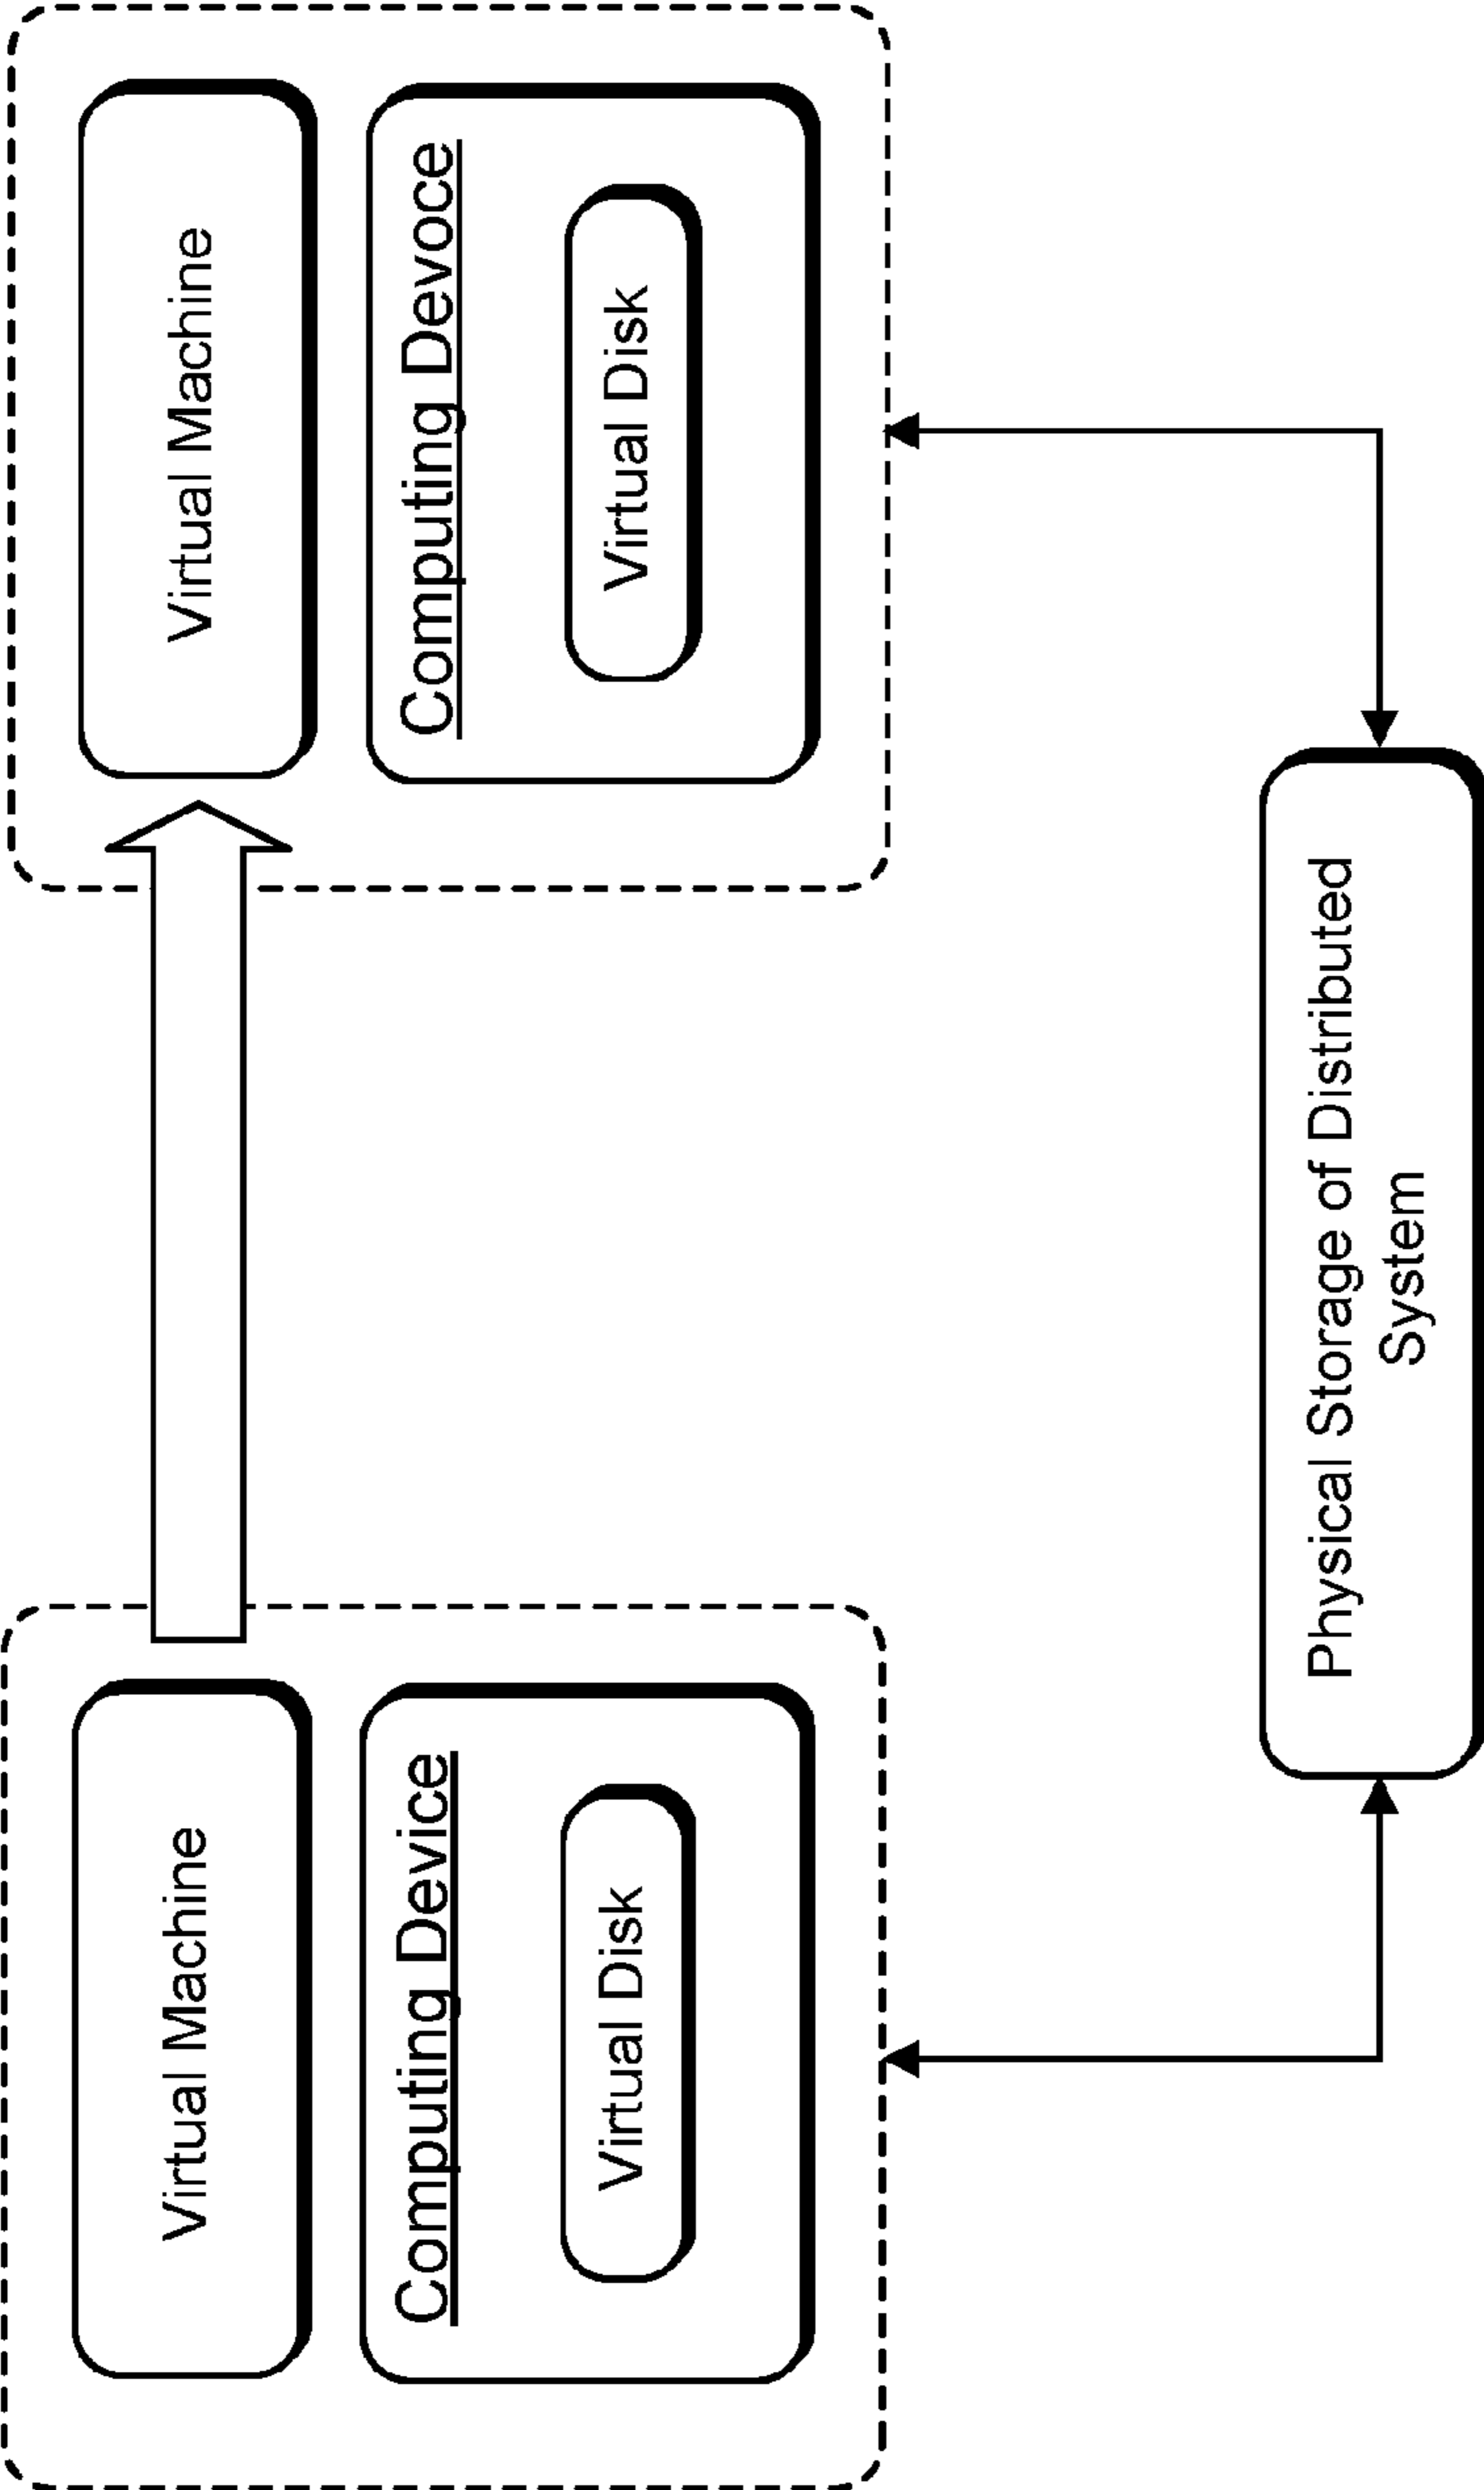 Virtual Machine
Computing Device
Virtual Disk
Virtual Machine
Computing Devoce
Virtual Disk
Physical Storage of Distributed
System